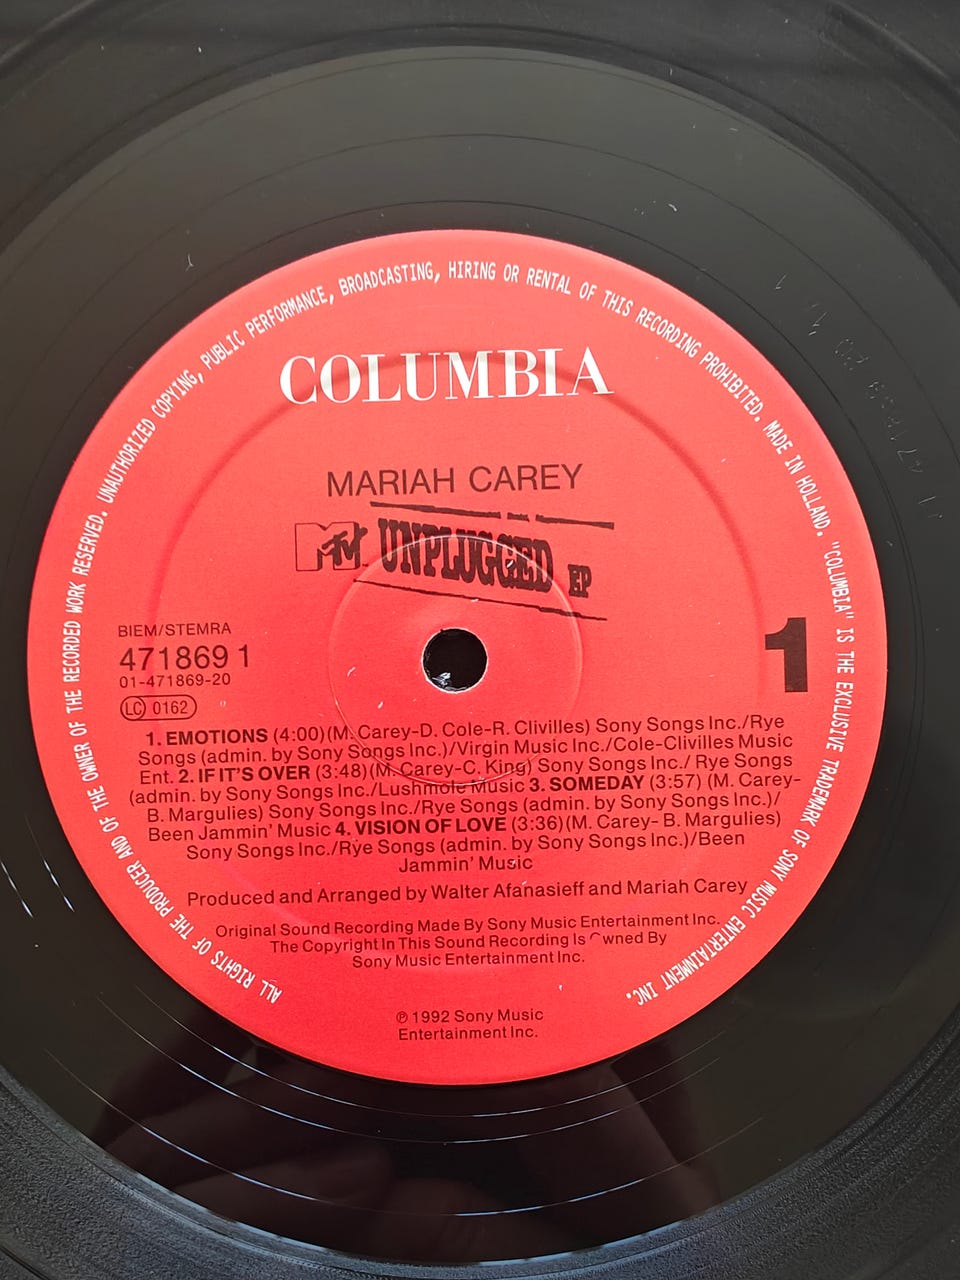 ALL RIGHTS OF THE PRODUCER AND OF THE OWNER OF THE RECORDED WORK RESERVED. UNAUTHORIZED COPYING, PUBLIC PERFORMANCE, BROADCASTING, HIRING OR RENTAL OF THIS RECORDING PROHIBITED. MADE IN HOLLAND. "COLUMBIA" IS THE EXCLUSIVE TRADEMARK OF SONY MUSIC ENTERTAINMENT INC.
COLUMBIA
MARIAH CAREY
MTV UNPLUGGED EP
BIEM/STEMRA
471869 1
01-471869-20
LC 0162
1
1. EMOTIONS (4:00)(M. Carey-D. Cole-R. Clivilles) Sony Songs Inc./Rye
Songs (admin. by Sony Songs Inc.)/Virgin Music Inc./Cole-Clivilles Music
Ent. 2. IF IT'S OVER (3:48)(M. Carey-C. King) Sony Songs Inc./ Rye Songs
(admin. by Sony Songs Inc./Lushmole Music 3. SOMEDAY (3:57) (M. Carey-
B. Margulies) Sony Songs Inc./Rye Songs (admin. by Sony Songs Inc.)/
Been Jammin' Music 4. VISION OF LOVE (3:36)(M. Carey- B. Margulies)
Sony Songs Inc./Rye Songs (admin. by Sony Songs Inc.)/Been
Jammin' Music
Produced and Arranged by Walter Afanasieff and Mariah Carey
Original Sound Recording Made By Sony Music Entertainment Inc.
The Copyright In This Sound Recording Is Owned By
Sony Music Entertainment Inc.
℗ 1992 Sony Music
Entertainment Inc.